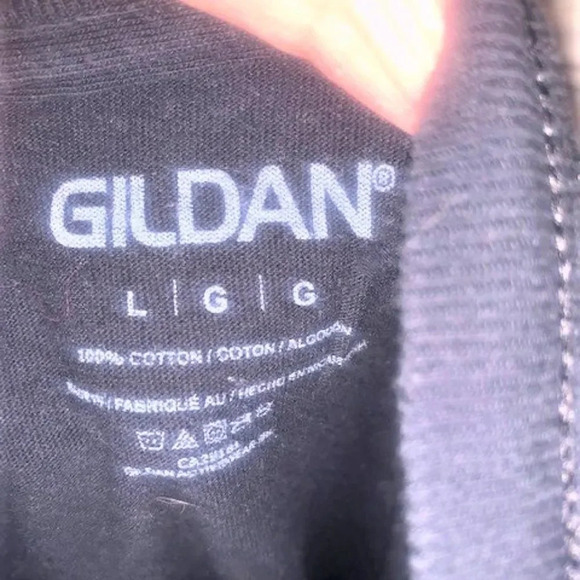 GILDAN®
L | G | G
100% COTTON / COTON / ALGODÓN
/ FABRIQUÉ AU / HECHO EN